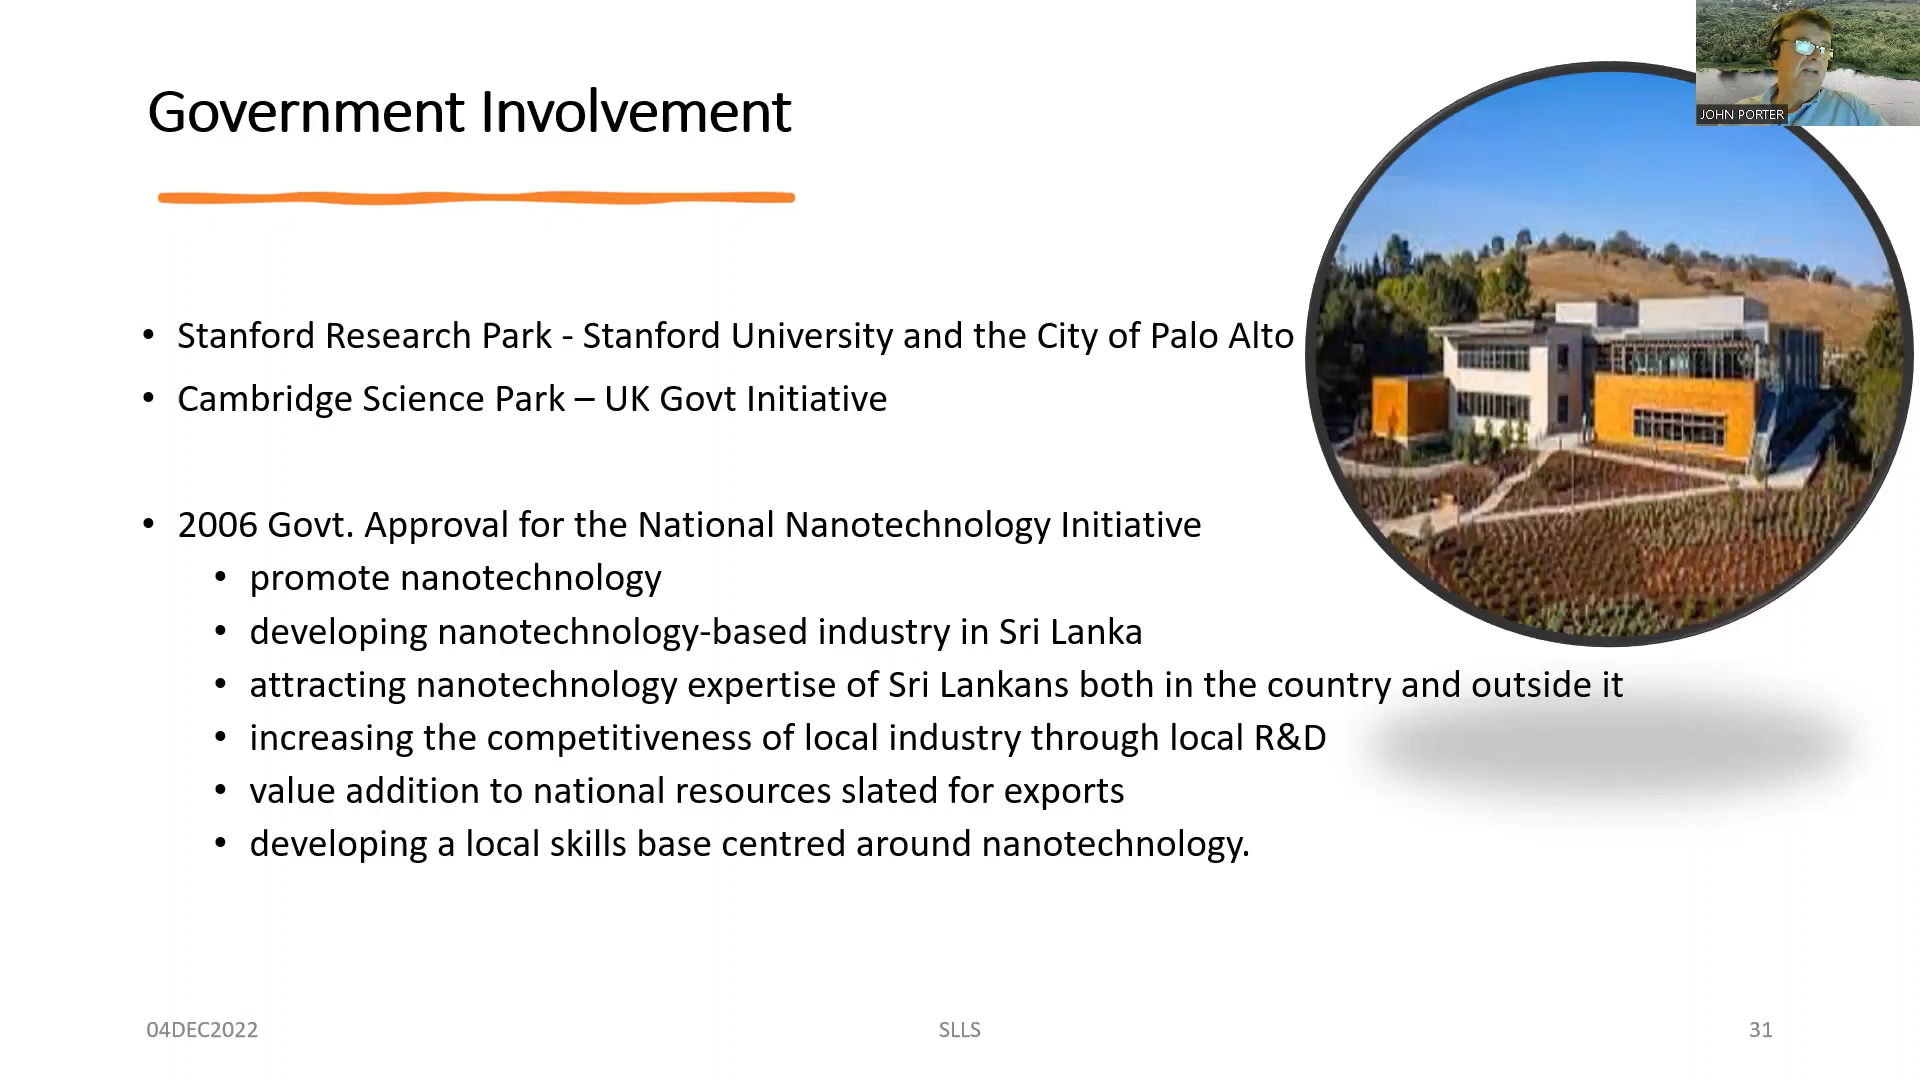 JOHN PORTER
Government Involvement
• Stanford Research Park - Stanford University and the City of Palo Alto
• Cambridge Science Park – UK Govt Initiative
• 2006 Govt. Approval for the National Nanotechnology Initiative
• promote nanotechnology
• developing nanotechnology-based industry in Sri Lanka
• attracting nanotechnology expertise of Sri Lankans both in the country and outside it
• increasing the competitiveness of local industry through local R&D
• value addition to national resources slated for exports
• developing a local skills base centred around nanotechnology.
04DEC2022
SLLS
31